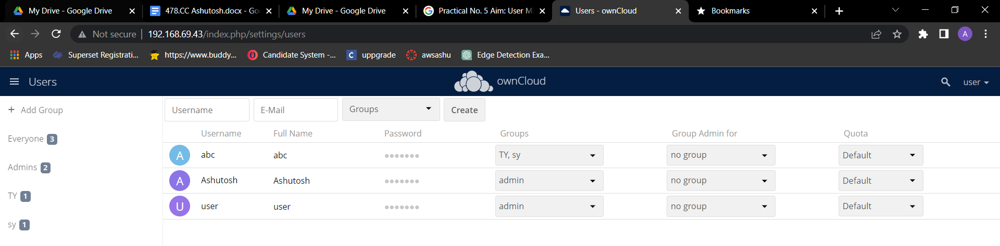 My Drive - Google Drive 478.CC Ashutosh.docx - Go My Drive - Google Drive Practical No. 5 Aim: User M Users - ownCloud Bookmarks
Not secure 192.168.69.43/index.php/settings/users A
Apps Superset Registrati... https://www.buddy... Candidate System -... C uppgrade awsashu Edge Detection Exa...
Users ownCloud user
+ Add Group Username E-Mail Groups Create
Username Full Name Password Groups Group Admin for Quota
Everyone 3
A abc abc TY, sy no group Default
Admins 2
A Ashutosh Ashutosh admin no group Default
TY 1
U user user admin no group Default
sy 1